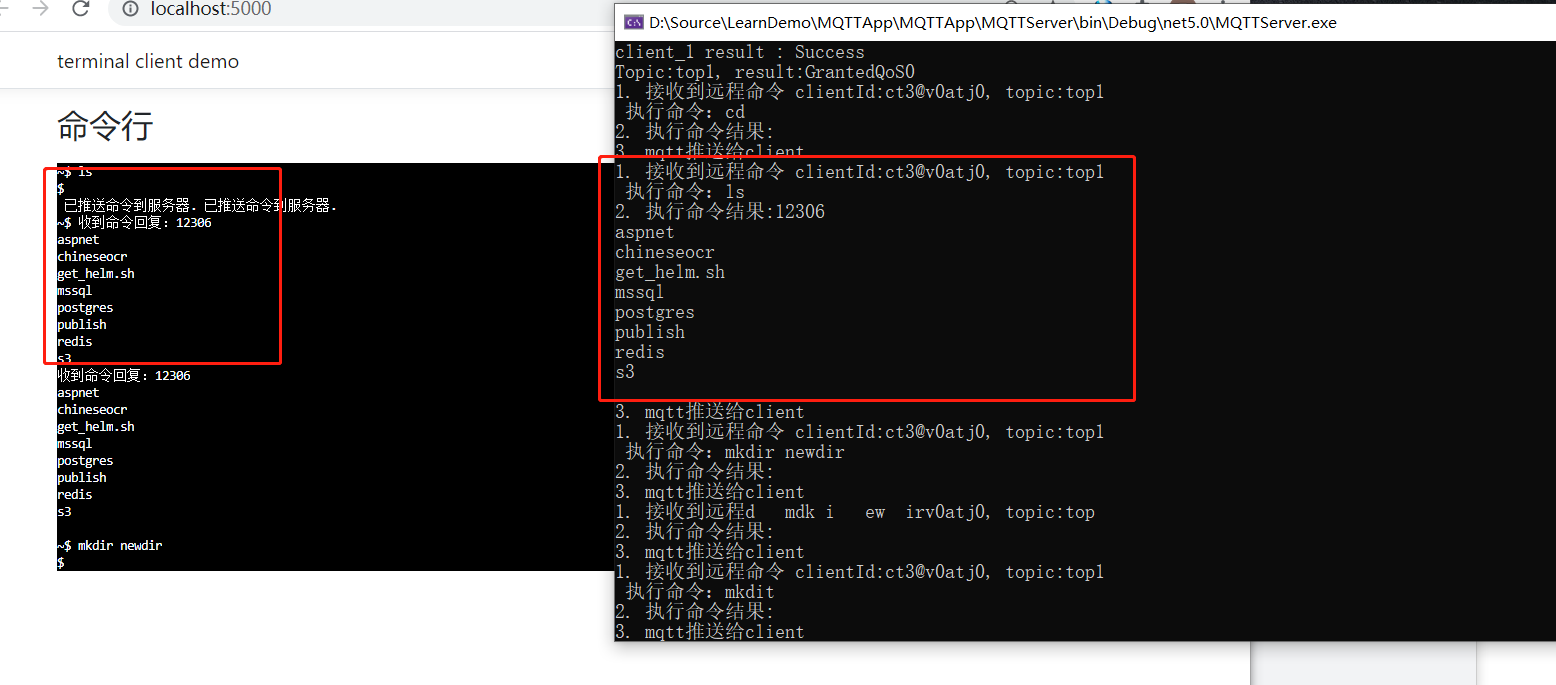 localhost:5000
terminal client demo
命令行
~$ ls
$
已推送命令到服务器. 已推送命令到服务器.
~$ 收到命令回复: 12306
aspnet
chineseocr
get_helm.sh
mssql
postgres
publish
redis
s3
收到命令回复: 12306
aspnet
chineseocr
get_helm.sh
mssql
postgres
publish
redis
s3
~$ mkdir newdir
$
D:\Source\LearnDemo\MQTTApp\MQTTApp\MQTTServer\bin\Debug\net5.0\MQTTServer.exe
client_1 result : Success
Topic:top1, result:GrantedQoS0
1. 接收到远程命令 clientId:ct3@v0atj0, topic:top1
执行命令: cd
2. 执行命令结果:
3. mqtt推送给client
1. 接收到远程命令 clientId:ct3@v0atj0, topic:top1
执行命令: ls
2. 执行命令结果:12306
aspnet
chineseocr
get_helm.sh
mssql
postgres
publish
redis
s3
3. mqtt推送给client
1. 接收到远程命令 clientId:ct3@v0atj0, topic:top1
执行命令: mkdir newdir
2. 执行命令结果:
3. mqtt推送给client
1. 接收到远程d   mdk i   ew  irv0atj0, topic:top
2. 执行命令结果:
3. mqtt推送给client
1. 接收到远程命令 clientId:ct3@v0atj0, topic:top1
执行命令: mkdit
2. 执行命令结果:
3. mqtt推送给client